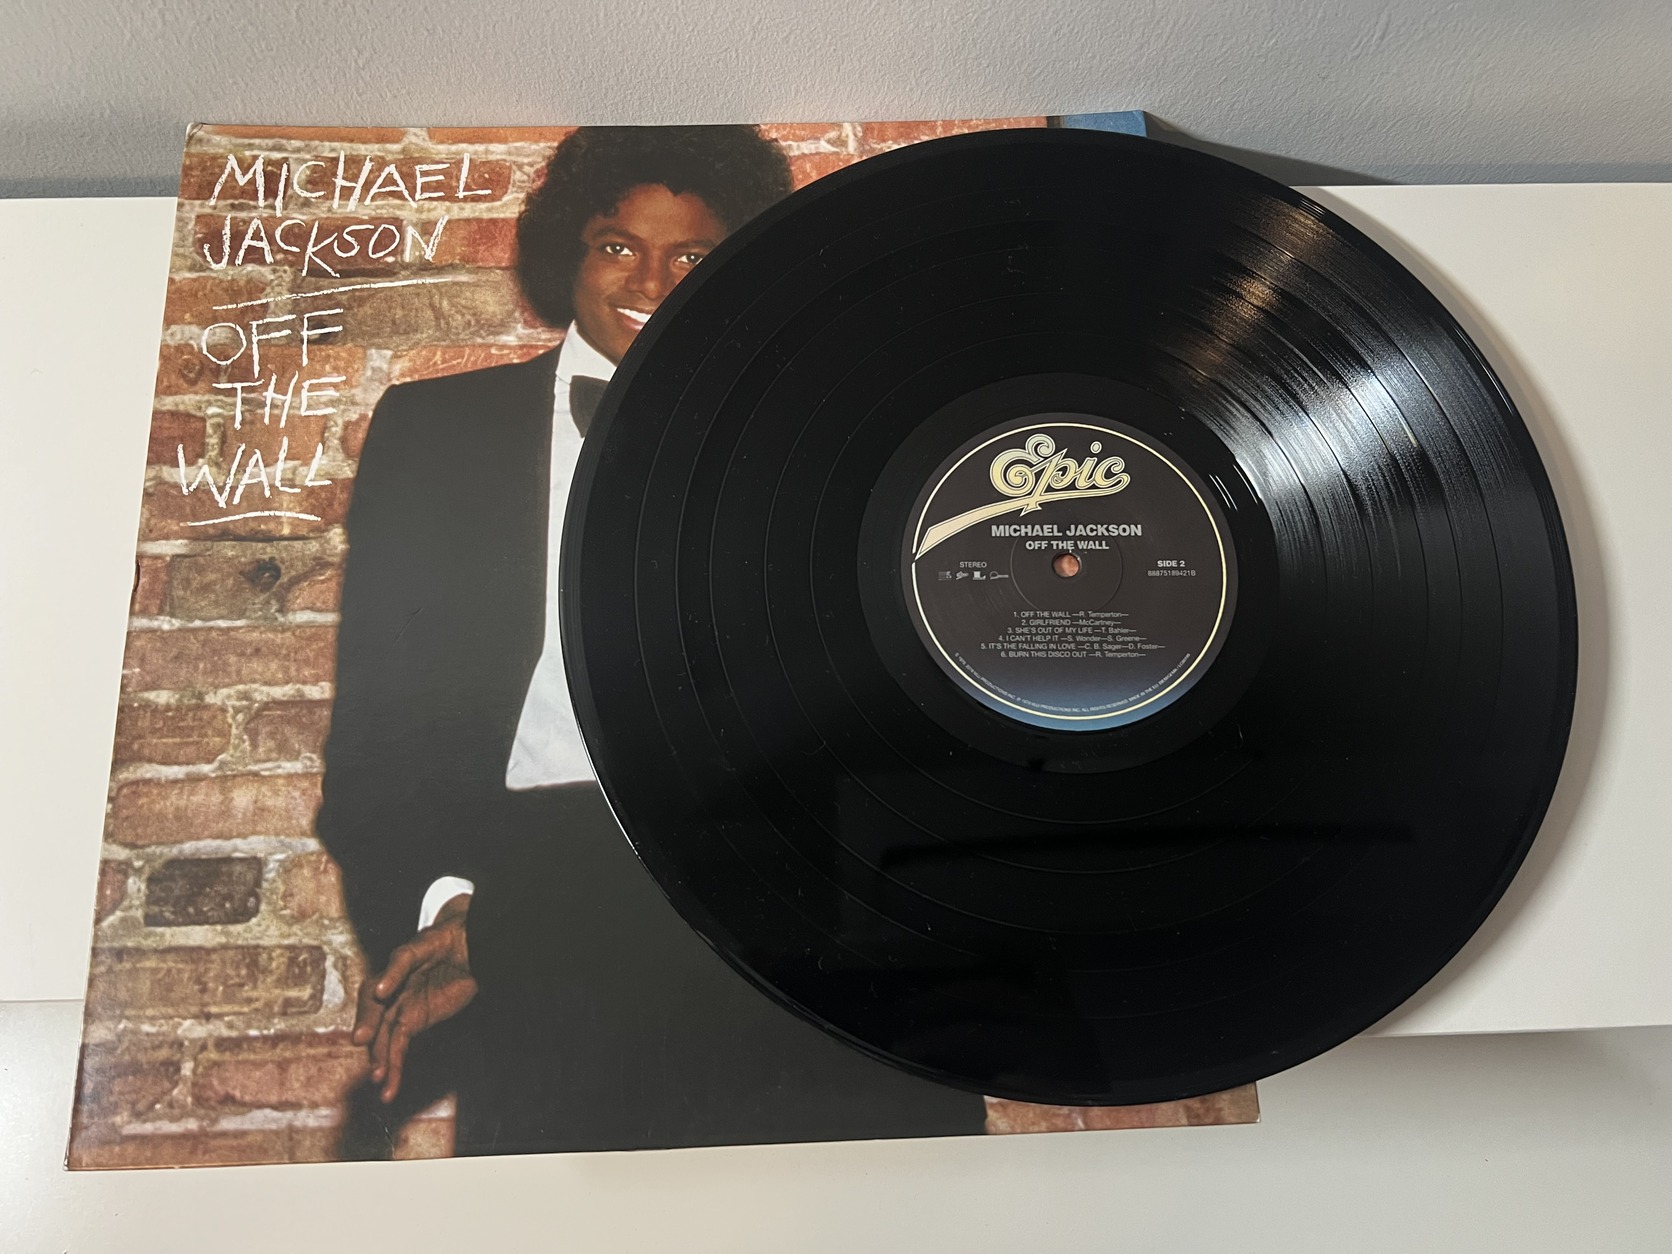 MICHAEL
JACKSON
OFF
THE
WALL
Epic
MICHAEL JACKSON
OFF THE WALL
STEREO
SIDE 2
88875189421B
1. OFF THE WALL —R. Temperton—
2. GIRLFRIEND —McCartney—
3. SHE'S OUT OF MY LIFE —T. Bahler—
4. I CAN'T HELP IT —S. Wonder—S. Greene—
5. IT'S THE FALLING IN LOVE —C. B. Sager—D. Foster—
6. BURN THIS DISCO OUT —R. Temperton—